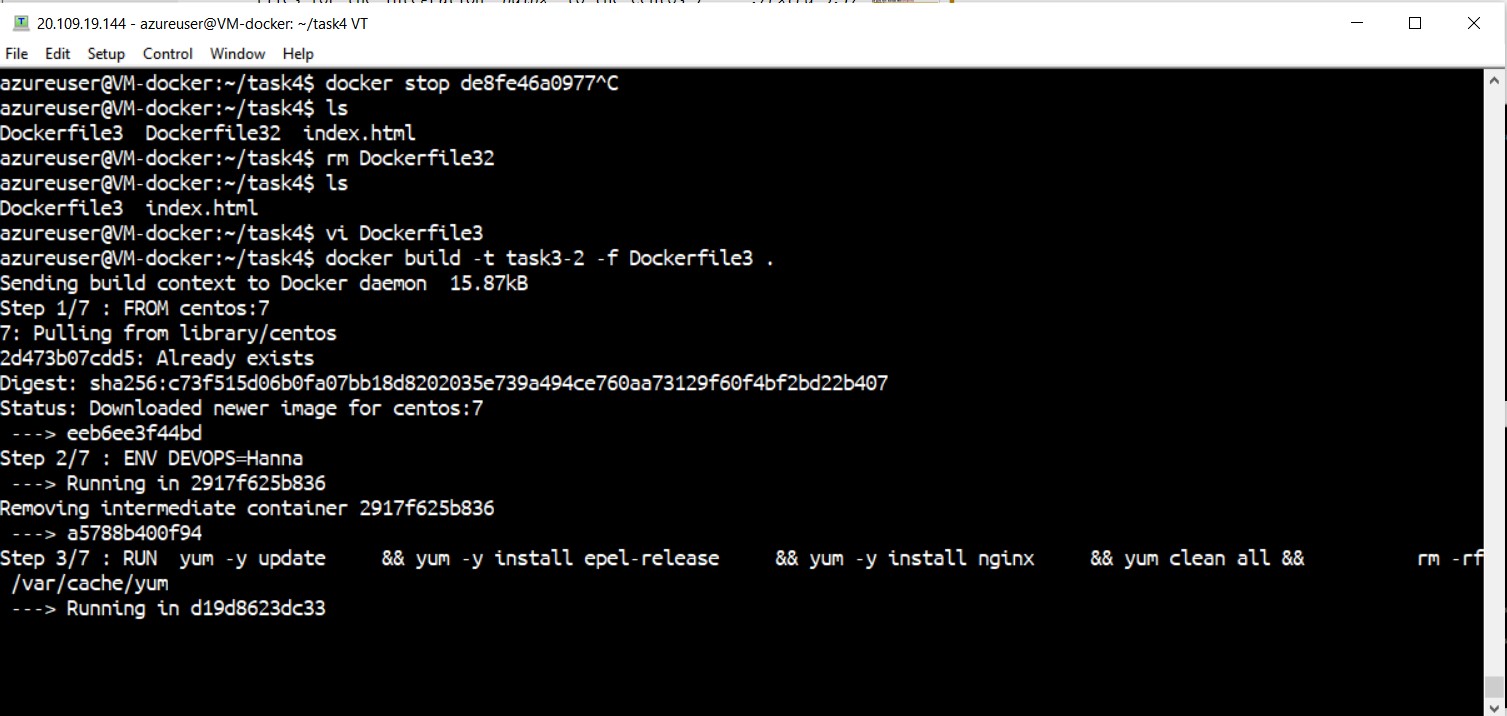 20.109.19.144 - azureuser@VM-docker: ~/task4 VT
File Edit Setup Control Window Help
azureuser@VM-docker:~/task4$ docker stop de8fe46a0977^C
azureuser@VM-docker:~/task4$ ls
Dockerfile3  Dockerfile32  index.html
azureuser@VM-docker:~/task4$ rm Dockerfile32
azureuser@VM-docker:~/task4$ ls
Dockerfile3  index.html
azureuser@VM-docker:~/task4$ vi Dockerfile3
azureuser@VM-docker:~/task4$ docker build -t task3-2 -f Dockerfile3 .
Sending build context to Docker daemon  15.87kB
Step 1/7 : FROM centos:7
7: Pulling from library/centos
2d473b07cdd5: Already exists
Digest: sha256:c73f515d06b0fa07bb18d8202035e739a494ce760aa73129f60f4bf2bd22b407
Status: Downloaded newer image for centos:7
 ---> eeb6ee3f44bd
Step 2/7 : ENV DEVOPS=Hanna
 ---> Running in 2917f625b836
Removing intermediate container 2917f625b836
 ---> a5788b400f94
Step 3/7 : RUN  yum -y update     && yum -y install epel-release     && yum -y install nginx     && yum clean all &&          rm -rf
 /var/cache/yum
 ---> Running in d19d8623dc33